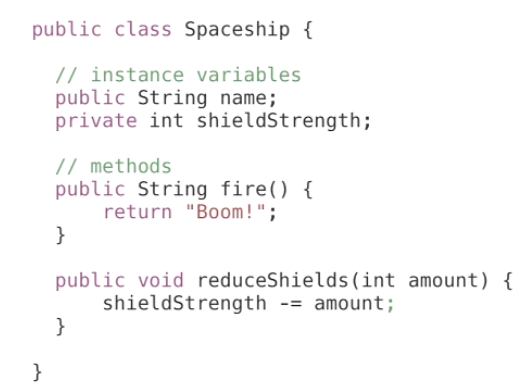 public class Spaceship {
// instance variables
public String name;
private int shieldStrength;
// methods
public String fire() {
return "Boom!";
}
public void reduceShields(int amount) {
shieldStrength -= amount;
}
}